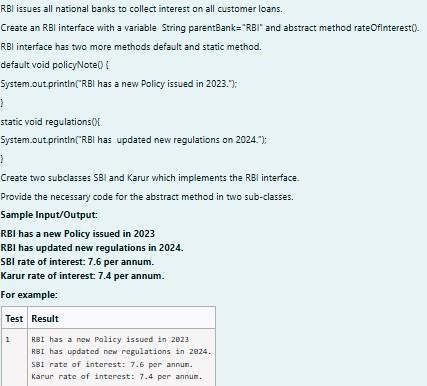 RBI issues all national banks to collect interest on all customer loans.
Create an RBI interface with a variable String parentBank="RBI" and abstract method rateOfInterest().
RBI interface has two more methods default and static method.
default void policyNote() {
System.out.println("RBI has a new Policy issued in 2023.");
}
static void regulations(){
System.out.println("RBI has updated new regulations on 2024.");
}
Create two subclasses SBI and Karur which implements the RBI interface.
Provide the necessary code for the abstract method in two sub-classes.
Sample Input/Output:
RBI has a new Policy issued in 2023
RBI has updated new regulations in 2024.
SBI rate of interest: 7.6 per annum.
Karur rate of interest: 7.4 per annum.
For example:
Test Result
1 RBI has a new Policy issued in 2023
RBI has updated new regulations in 2024.
SBI rate of interest: 7.6 per annum.
Karur rate of interest: 7.4 per annum.